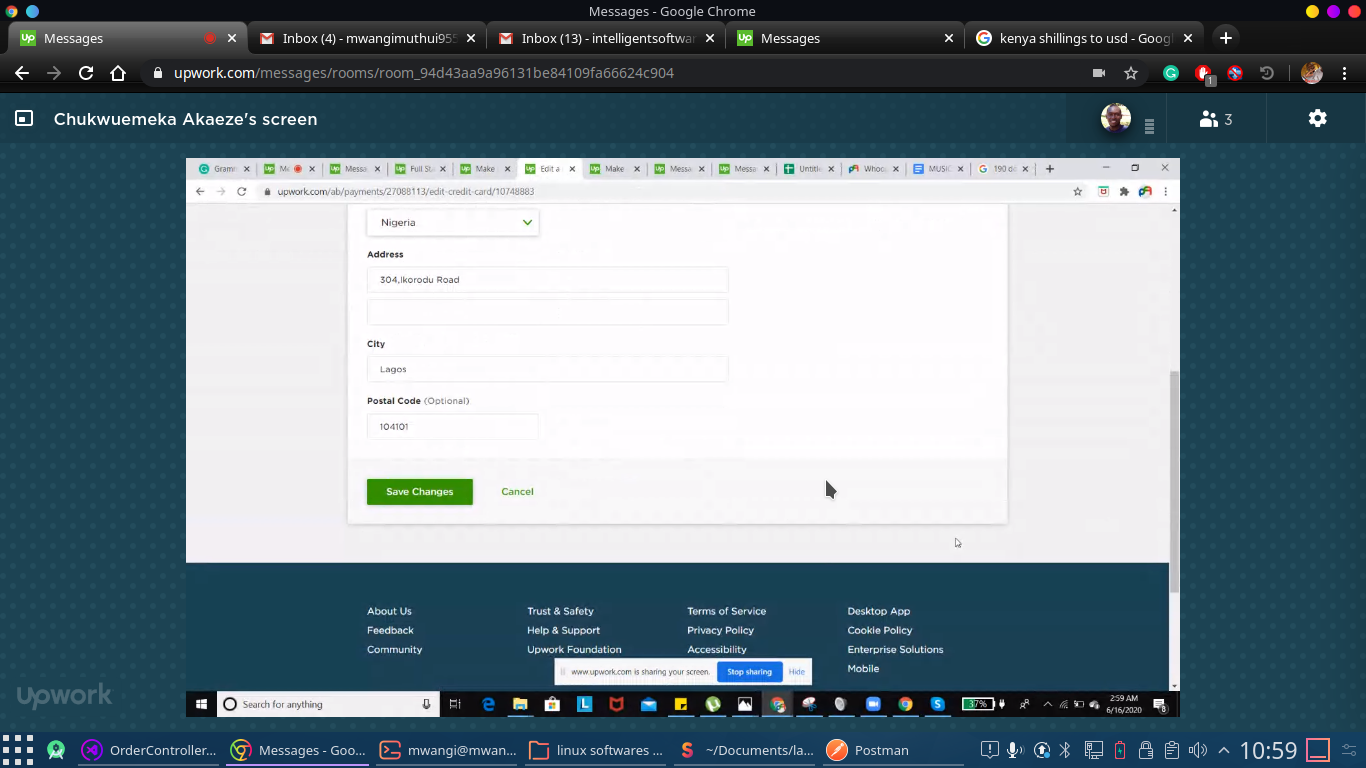 Messages - Google Chrome
Messages
Inbox (4) - mwangimuthui955
Inbox (13) - intelligentsoftwar
Messages
kenya shillings to usd - Googl
upwork.com/messages/rooms/room_94d43aa9a96131be84109fa66624c904
1
Chukwuemeka Akaeze's screen
3
Gram
Me
Messa
Full Sta
Make
Edit a
Make
Messa
Messa
Untitle
Whoo
MUSIC
190 do
upwork.com/ab/payments/27088113/edit-credit-card/10748883
Nigeria
Address
304,Ikorodu Road
City
Lagos
Postal Code (Optional)
104101
Save Changes
Cancel
About Us
Trust & Safety
Terms of Service
Desktop App
Feedback
Help & Support
Privacy Policy
Cookie Policy
Community
Upwork Foundation
Accessibility
Enterprise Solutions
Mobile
www.upwork.com is sharing your screen.
Stop sharing
Hide
upwork
Search for anything
37%
2:59 AM
6/16/2020
8
OrderController...
Messages - Goo...
mwangi@mwan...
linux softwares ...
~/Documents/la...
Postman
10:59